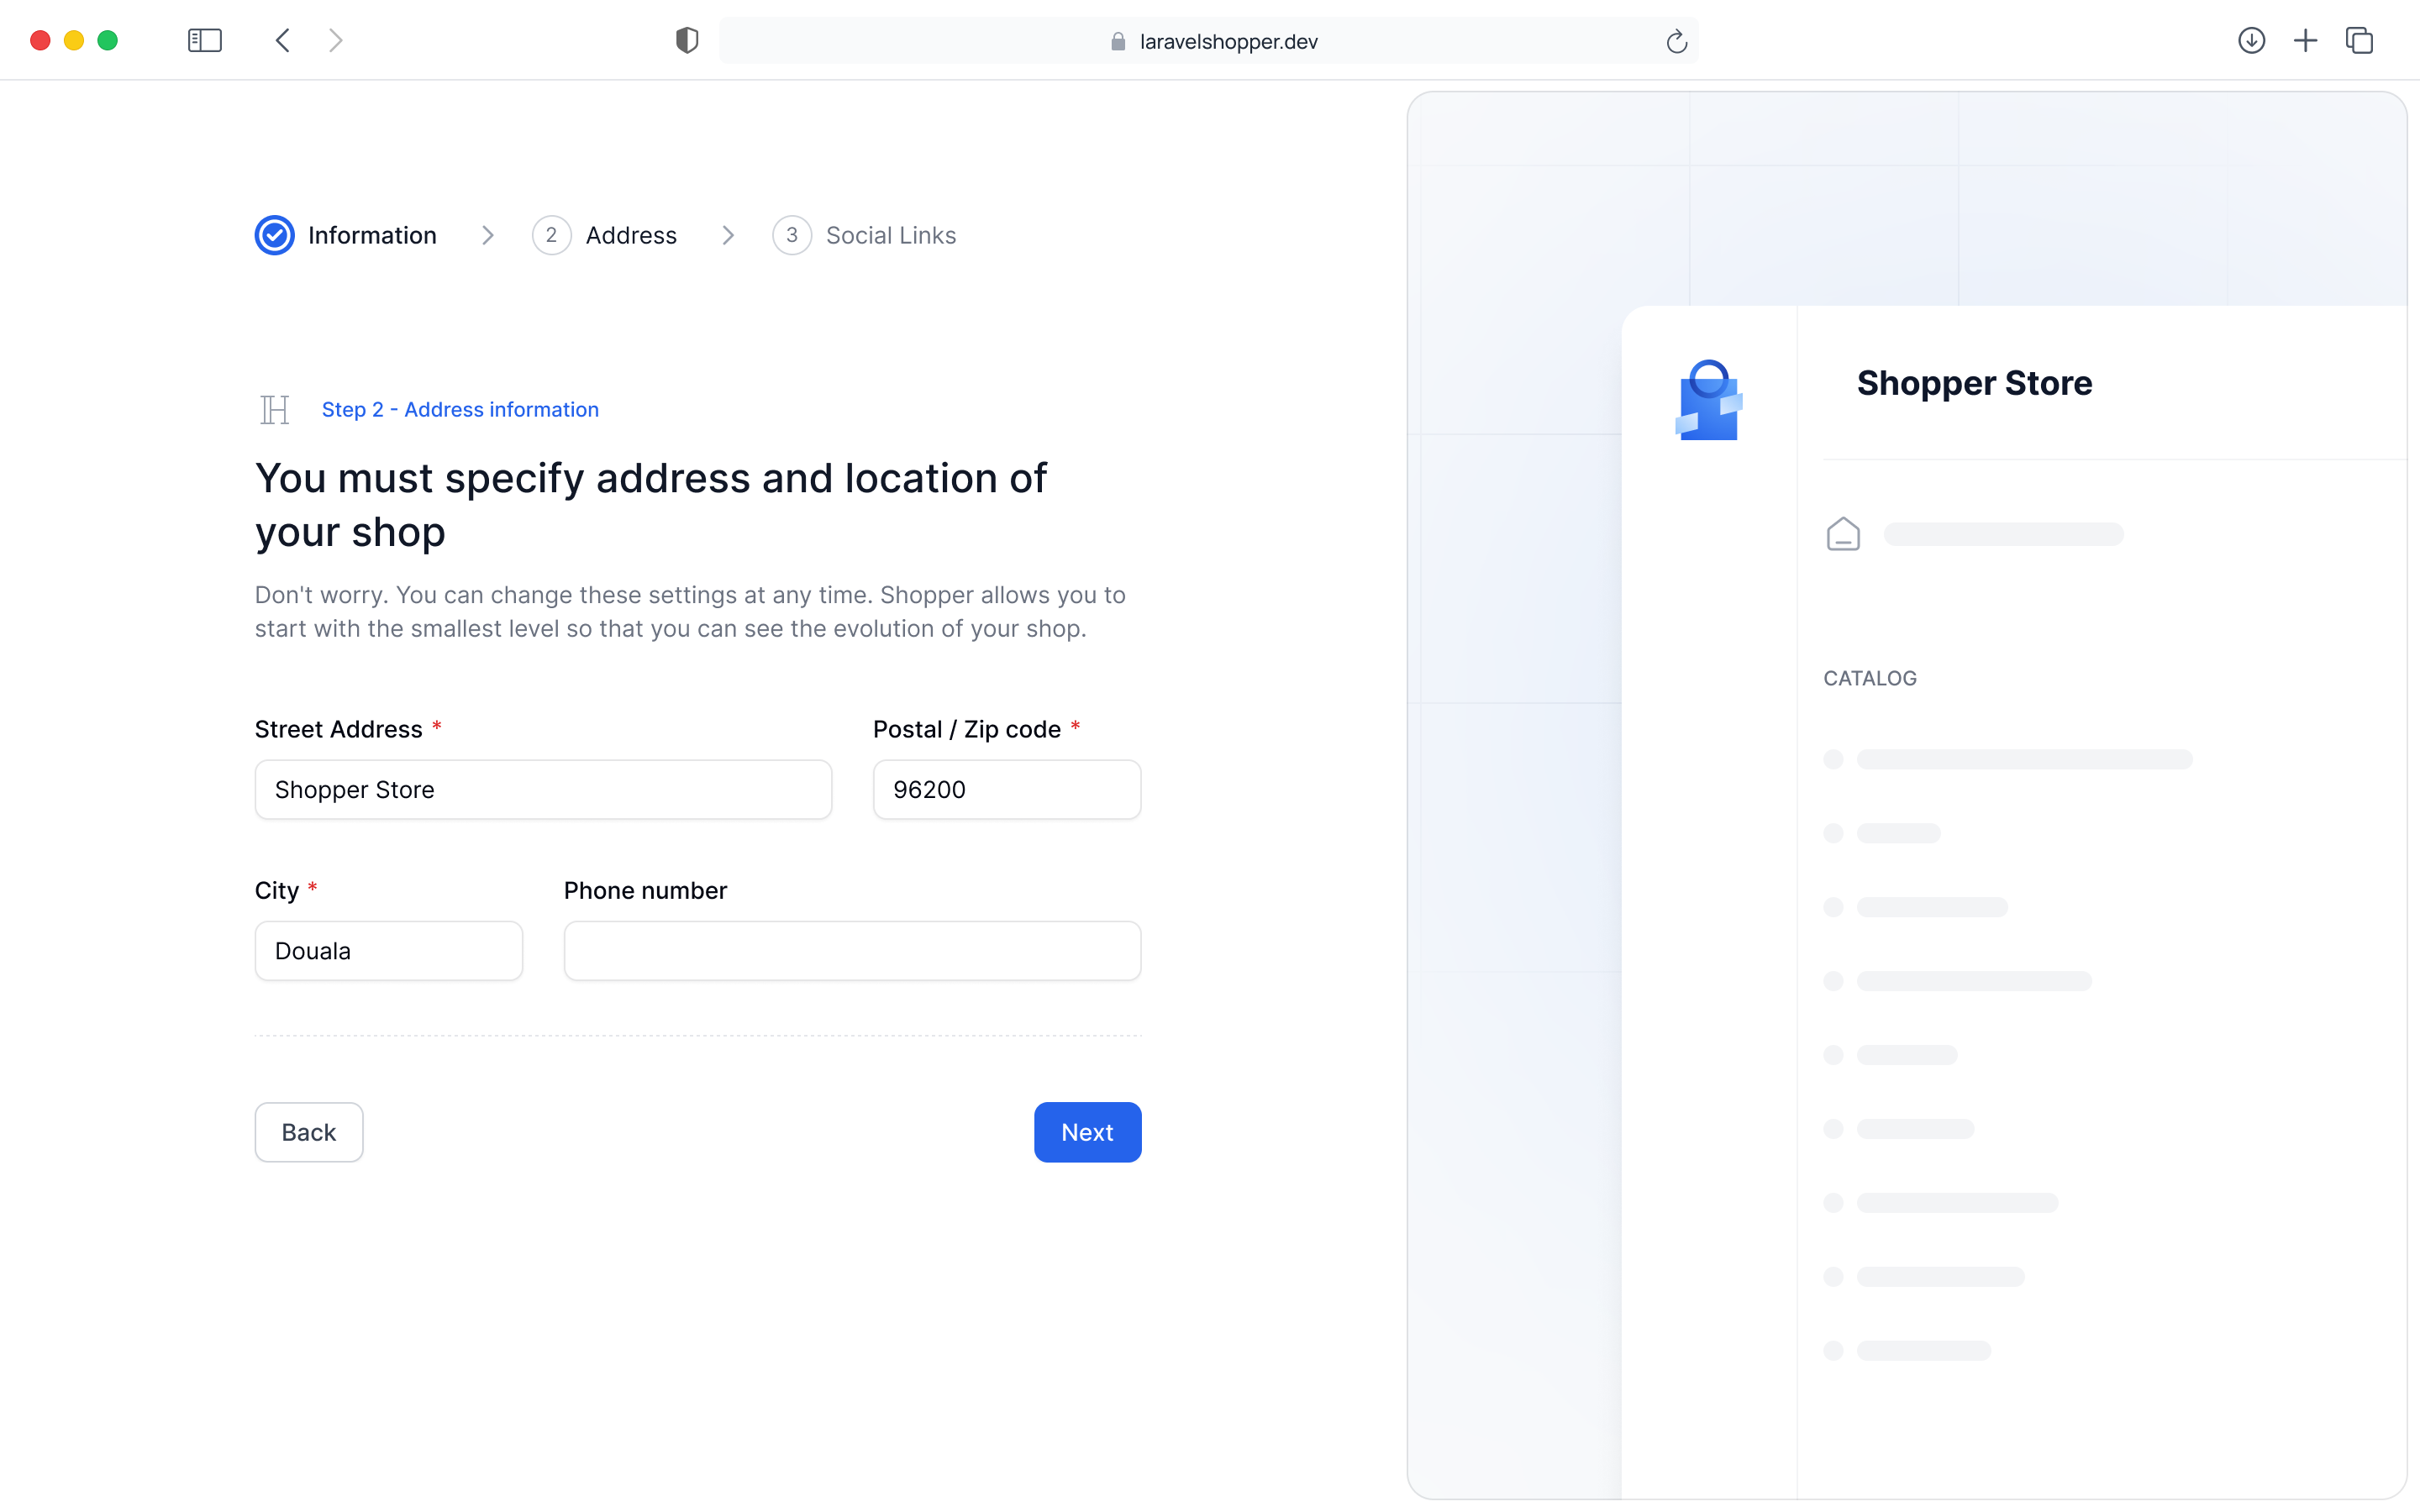 laravelshopper.dev
Information
2 Address
3 Social Links
Step 2 - Address information
You must specify address and location of
your shop
Don't worry. You can change these settings at any time. Shopper allows you to
start with the smallest level so that you can see the evolution of your shop.
Street Address * Postal / Zip code *
Shopper Store 96200
City * Phone number
Douala
Back Next
Shopper Store
CATALOG